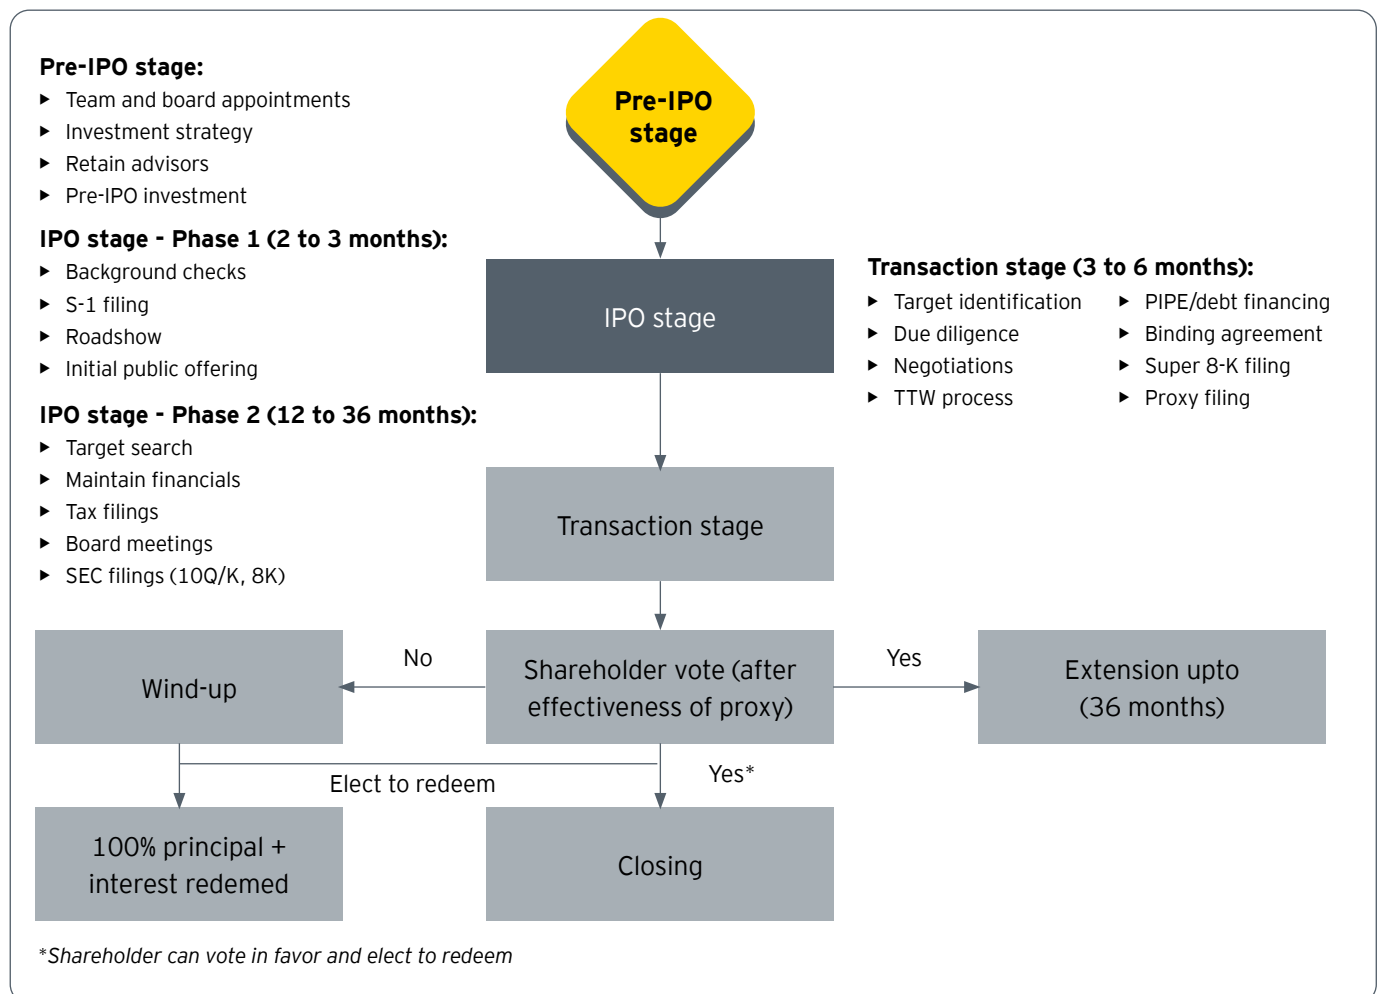 Pre-IPO stage:
▶ Team and board appointments
▶ Investment strategy
▶ Retain advisors
▶ Pre-IPO investment
IPO stage - Phase 1 (2 to 3 months):
▶ Background checks
▶ S-1 filing
▶ Roadshow
▶ Initial public offering
IPO stage - Phase 2 (12 to 36 months):
▶ Target search
▶ Maintain financials
▶ Tax filings
▶ Board meetings
▶ SEC filings (10Q/K, 8K)
Pre-IPO
stage
IPO stage
Transaction stage (3 to 6 months):
▶ Target identification
▶ Due diligence
▶ Negotiations
▶ TTW process
▶ PIPE/debt financing
▶ Binding agreement
▶ Super 8-K filing
▶ Proxy filing
Transaction stage
Wind-up
No
Shareholder vote (after
effectiveness of proxy)
Yes
Extension upto
(36 months)
Elect to redeem
Yes*
100% principal +
interest redemed
Closing
*Shareholder can vote in favor and elect to redeem